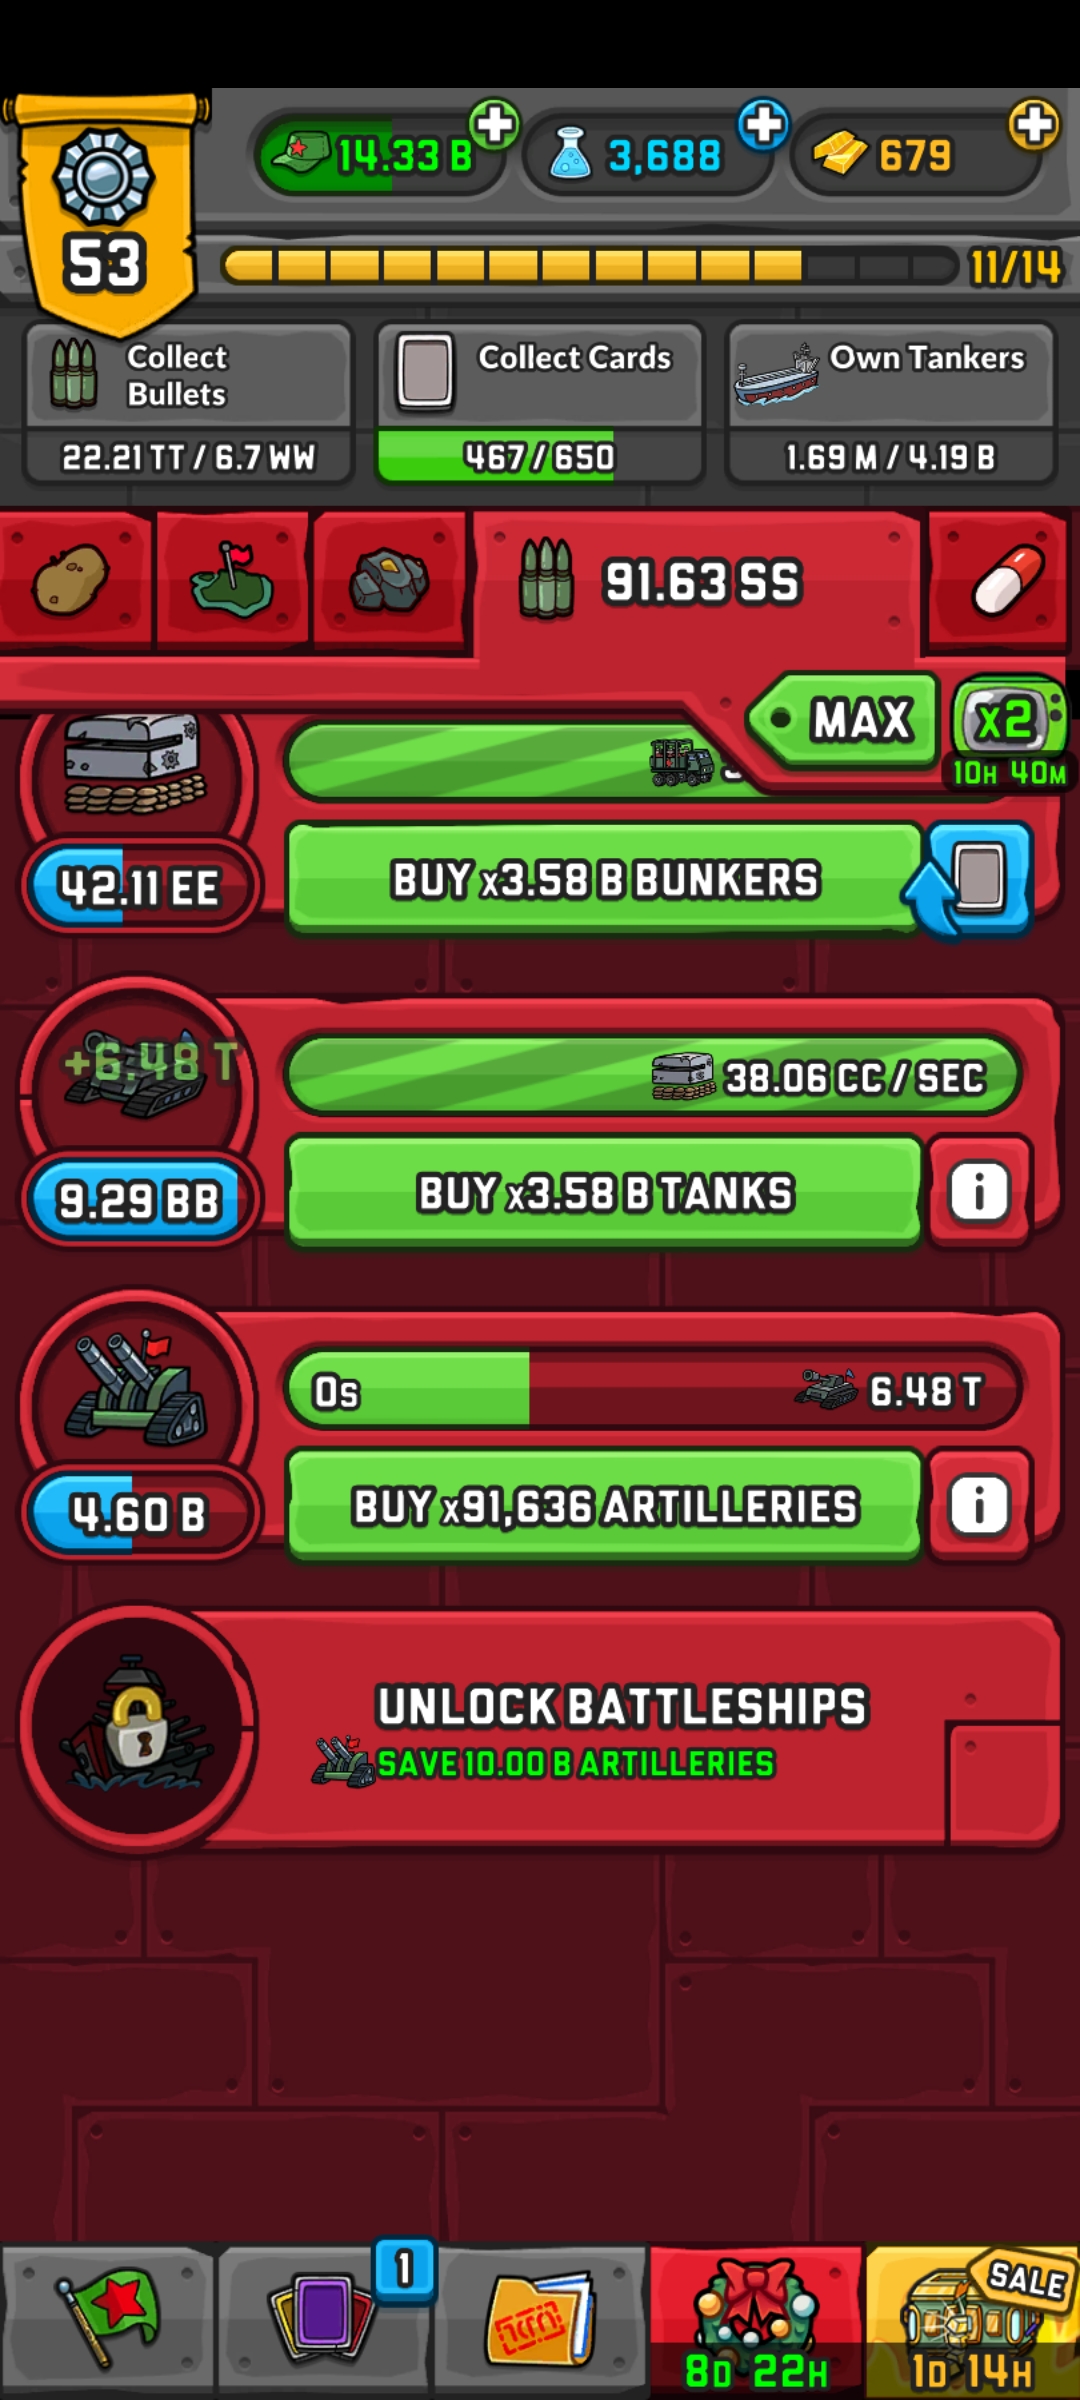 14.33 B
3,688
679
53
11/14
Collect
Bullets
22.21 TT / 6.7 WW
Collect Cards
467 / 650
Own Tankers
1.69 M / 4.19 B
91.63 SS
MAX
x2
10H 40M
42.11 EE
BUY x3.58 B BUNKERS
+6.48 T
38.06 CC / SEC
9.29 BB
BUY x3.58 B TANKS
i
0s
6.48 T
4.60 B
BUY x91,636 ARTILLERIES
i
UNLOCK BATTLESHIPS
SAVE 10.00 B ARTILLERIES
1
SALE
8D 22H
1D 14H